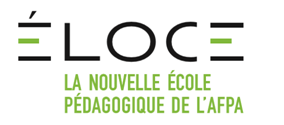 ÉLOCE
LA NOUVELLE ÉCOLE
PÉDAGOGIQUE DE L'AFPA